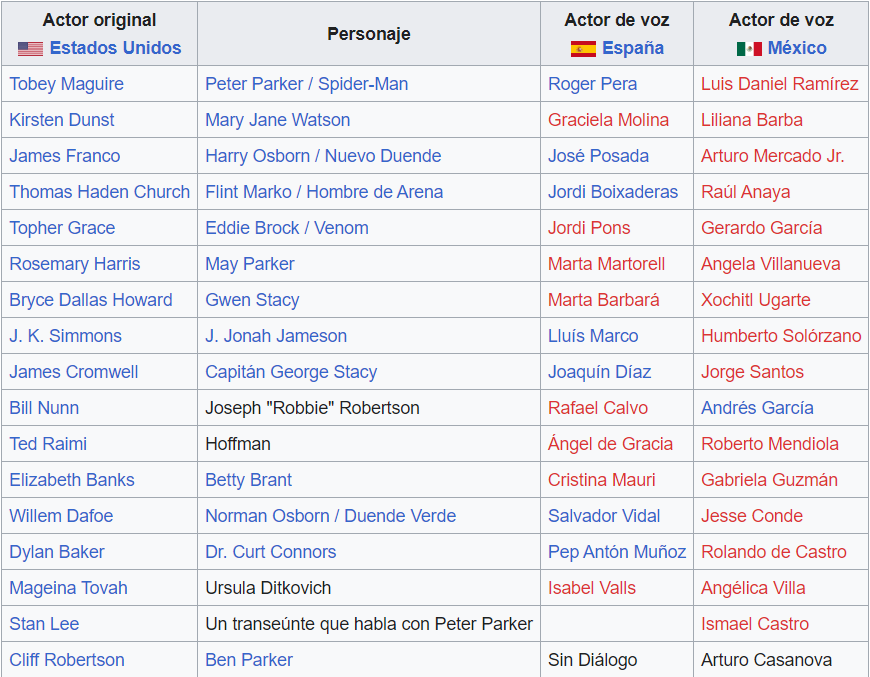 Actor original Estados Unidos | Personaje | Actor de voz España | Actor de voz México
Tobey Maguire | Peter Parker / Spider-Man | Roger Pera | Luis Daniel Ramírez
Kirsten Dunst | Mary Jane Watson | Graciela Molina | Liliana Barba
James Franco | Harry Osborn / Nuevo Duende | José Posada | Arturo Mercado Jr.
Thomas Haden Church | Flint Marko / Hombre de Arena | Jordi Boixaderas | Raúl Anaya
Topher Grace | Eddie Brock / Venom | Jordi Pons | Gerardo García
Rosemary Harris | May Parker | Marta Martorell | Angela Villanueva
Bryce Dallas Howard | Gwen Stacy | Marta Barbará | Xochitl Ugarte
J. K. Simmons | J. Jonah Jameson | Lluís Marco | Humberto Solórzano
James Cromwell | Capitán George Stacy | Joaquín Díaz | Jorge Santos
Bill Nunn | Joseph "Robbie" Robertson | Rafael Calvo | Andrés García
Ted Raimi | Hoffman | Ángel de Gracia | Roberto Mendiola
Elizabeth Banks | Betty Brant | Cristina Mauri | Gabriela Guzmán
Willem Dafoe | Norman Osborn / Duende Verde | Salvador Vidal | Jesse Conde
Dylan Baker | Dr. Curt Connors | Pep Antón Muñoz | Rolando de Castro
Mageina Tovah | Ursula Ditkovich | Isabel Valls | Angélica Villa
Stan Lee | Un transeúnte que habla con Peter Parker | | Ismael Castro
Cliff Robertson | Ben Parker | Sin Diálogo | Arturo Casanova